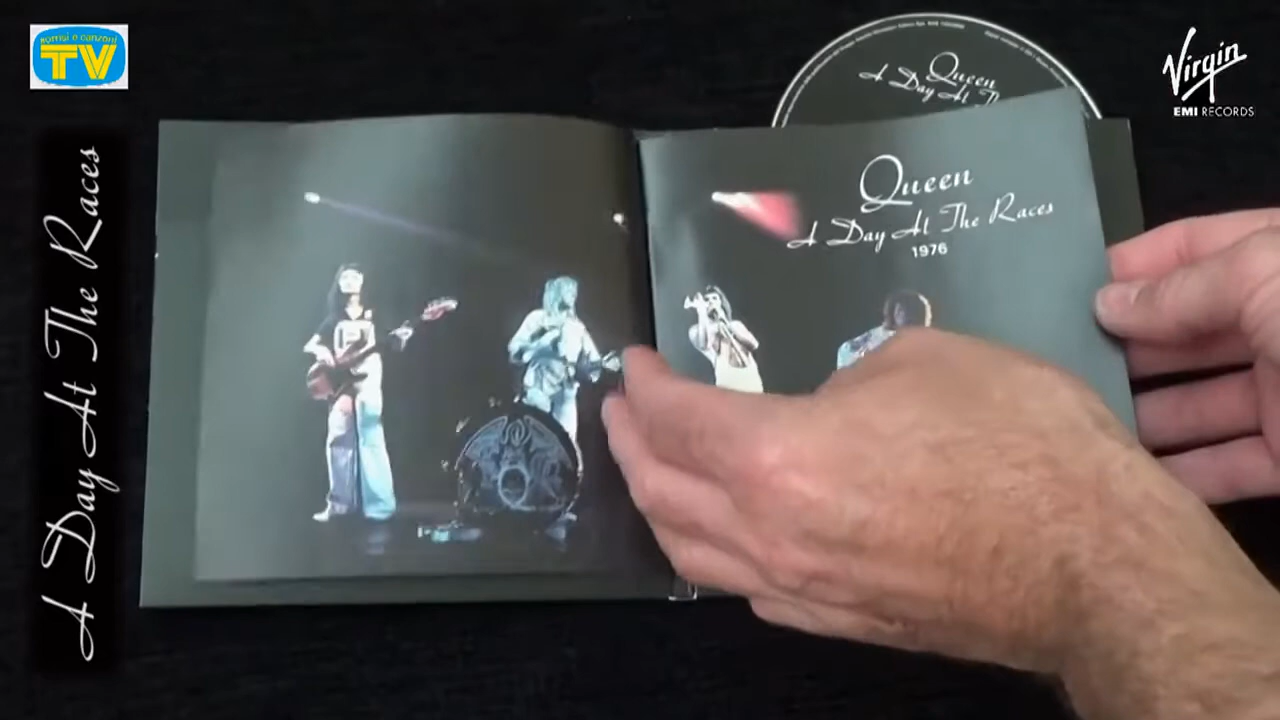 sorrisi e canzoni
TV
A Day At The Races
Queen
A Day At T
Virgin
EMI RECORDS
Queen
A Day At The Races
1976